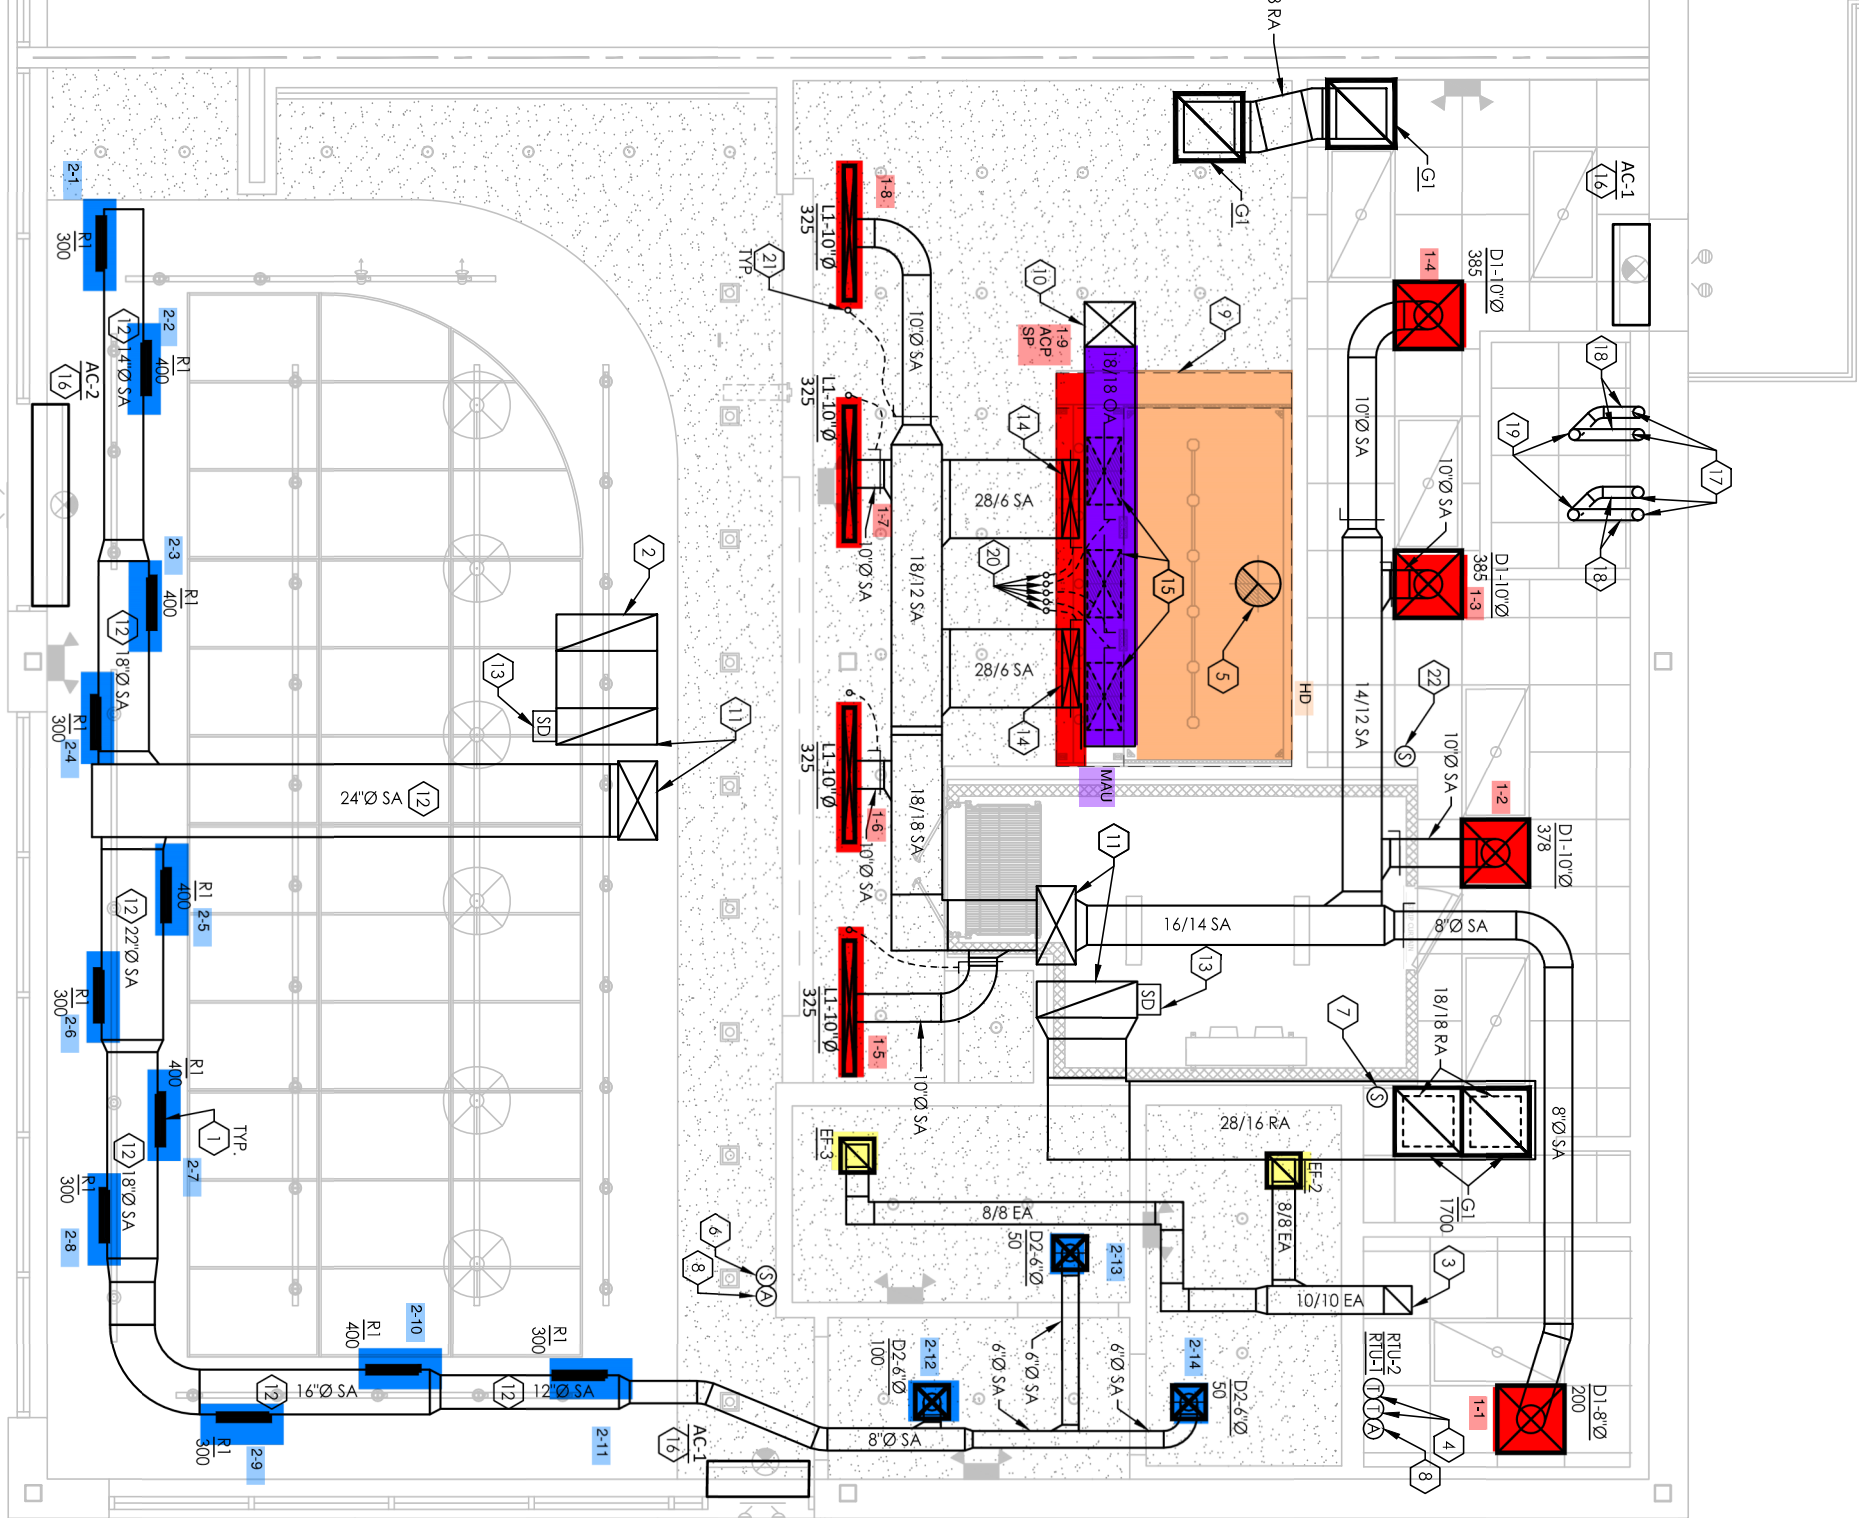 8 RA
G1
G1
AC-1
16
D1-10"Ø
385
1-4
18
17
19
18
10"Ø SA
10"Ø SA
D1-10"Ø
385
1-3
22
S
14/12 SA
10"Ø SA
1-2
D1-10"Ø
378
2-1
R1
300
2-2
R1
400
12
14"Ø SA
AC-2
16
2-3
R1
400
12
18"Ø SA
R1
300
2-4
1-8
L1-10"Ø
325
21
TYP.
10"Ø SA
10
1-9
ACP
SP
9
18/18 OA
14
28/6 SA
20
15
5
HD
L1-10"Ø
325
1-7
10"Ø SA
18/12 SA
28/6 SA
14
MAU
2
13
SD
11
24"Ø SA
12
L1-10"Ø
325
1-6
10"Ø SA
18/18 SA
11
16/14 SA
13
SD
8"Ø SA
7
S
18/18 RA
8"Ø SA
G1
1700
R1
400
2-5
12
22"Ø SA
R1
300
2-6
R1
400
1
TYP.
2-7
12
18"Ø SA
R1
300
2-8
L1-10"Ø
325
1-5
10"Ø SA
28/16 RA
EF-3
EF-2
8/8 EA
8/8 EA
10/10 EA
3
6
8
S
A
D2-6"Ø
50
2-13
R1
400
2-10
R1
300
12
16"Ø SA
12
12"Ø SA
R1
300
2-9
2-11
AC-1
16
D2-6"Ø
100
2-12
8"Ø SA
6"Ø SA
6"Ø SA
6"Ø SA
2-14
D2-6"Ø
50
RTU-2
RTU-1
T
T
A
4
8
1-1
D1-8"Ø
200